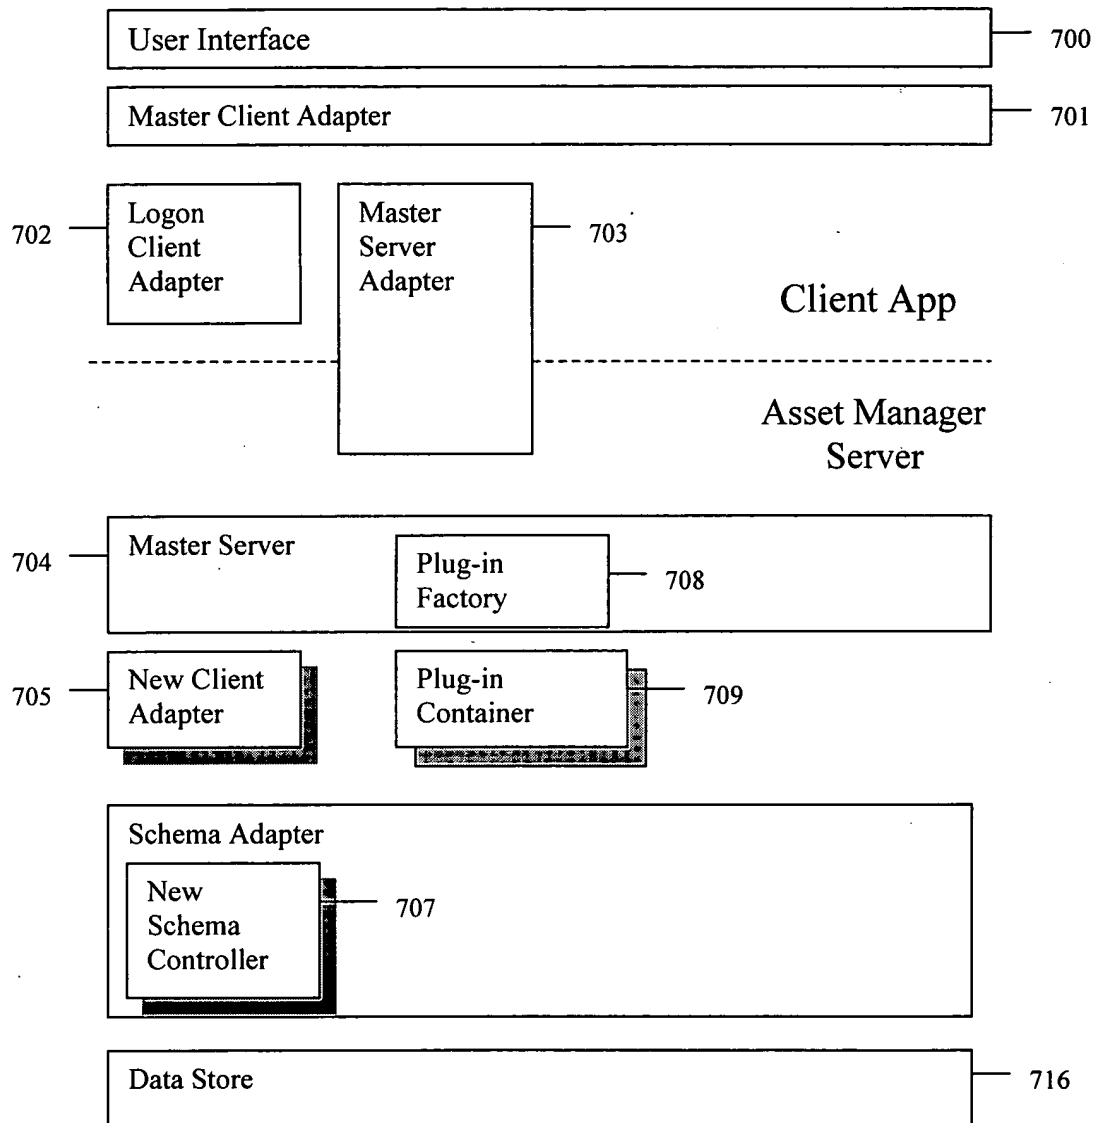 User Interface
700
Master Client Adapter
701
702
Logon
Client
Adapter
Master
Server
Adapter
703
Client App
Asset Manager
Server
704
Master Server
Plug-in
Factory
708
705
New Client
Adapter
Plug-in
Container
709
Schema Adapter
New
Schema
Controller
707
Data Store
716